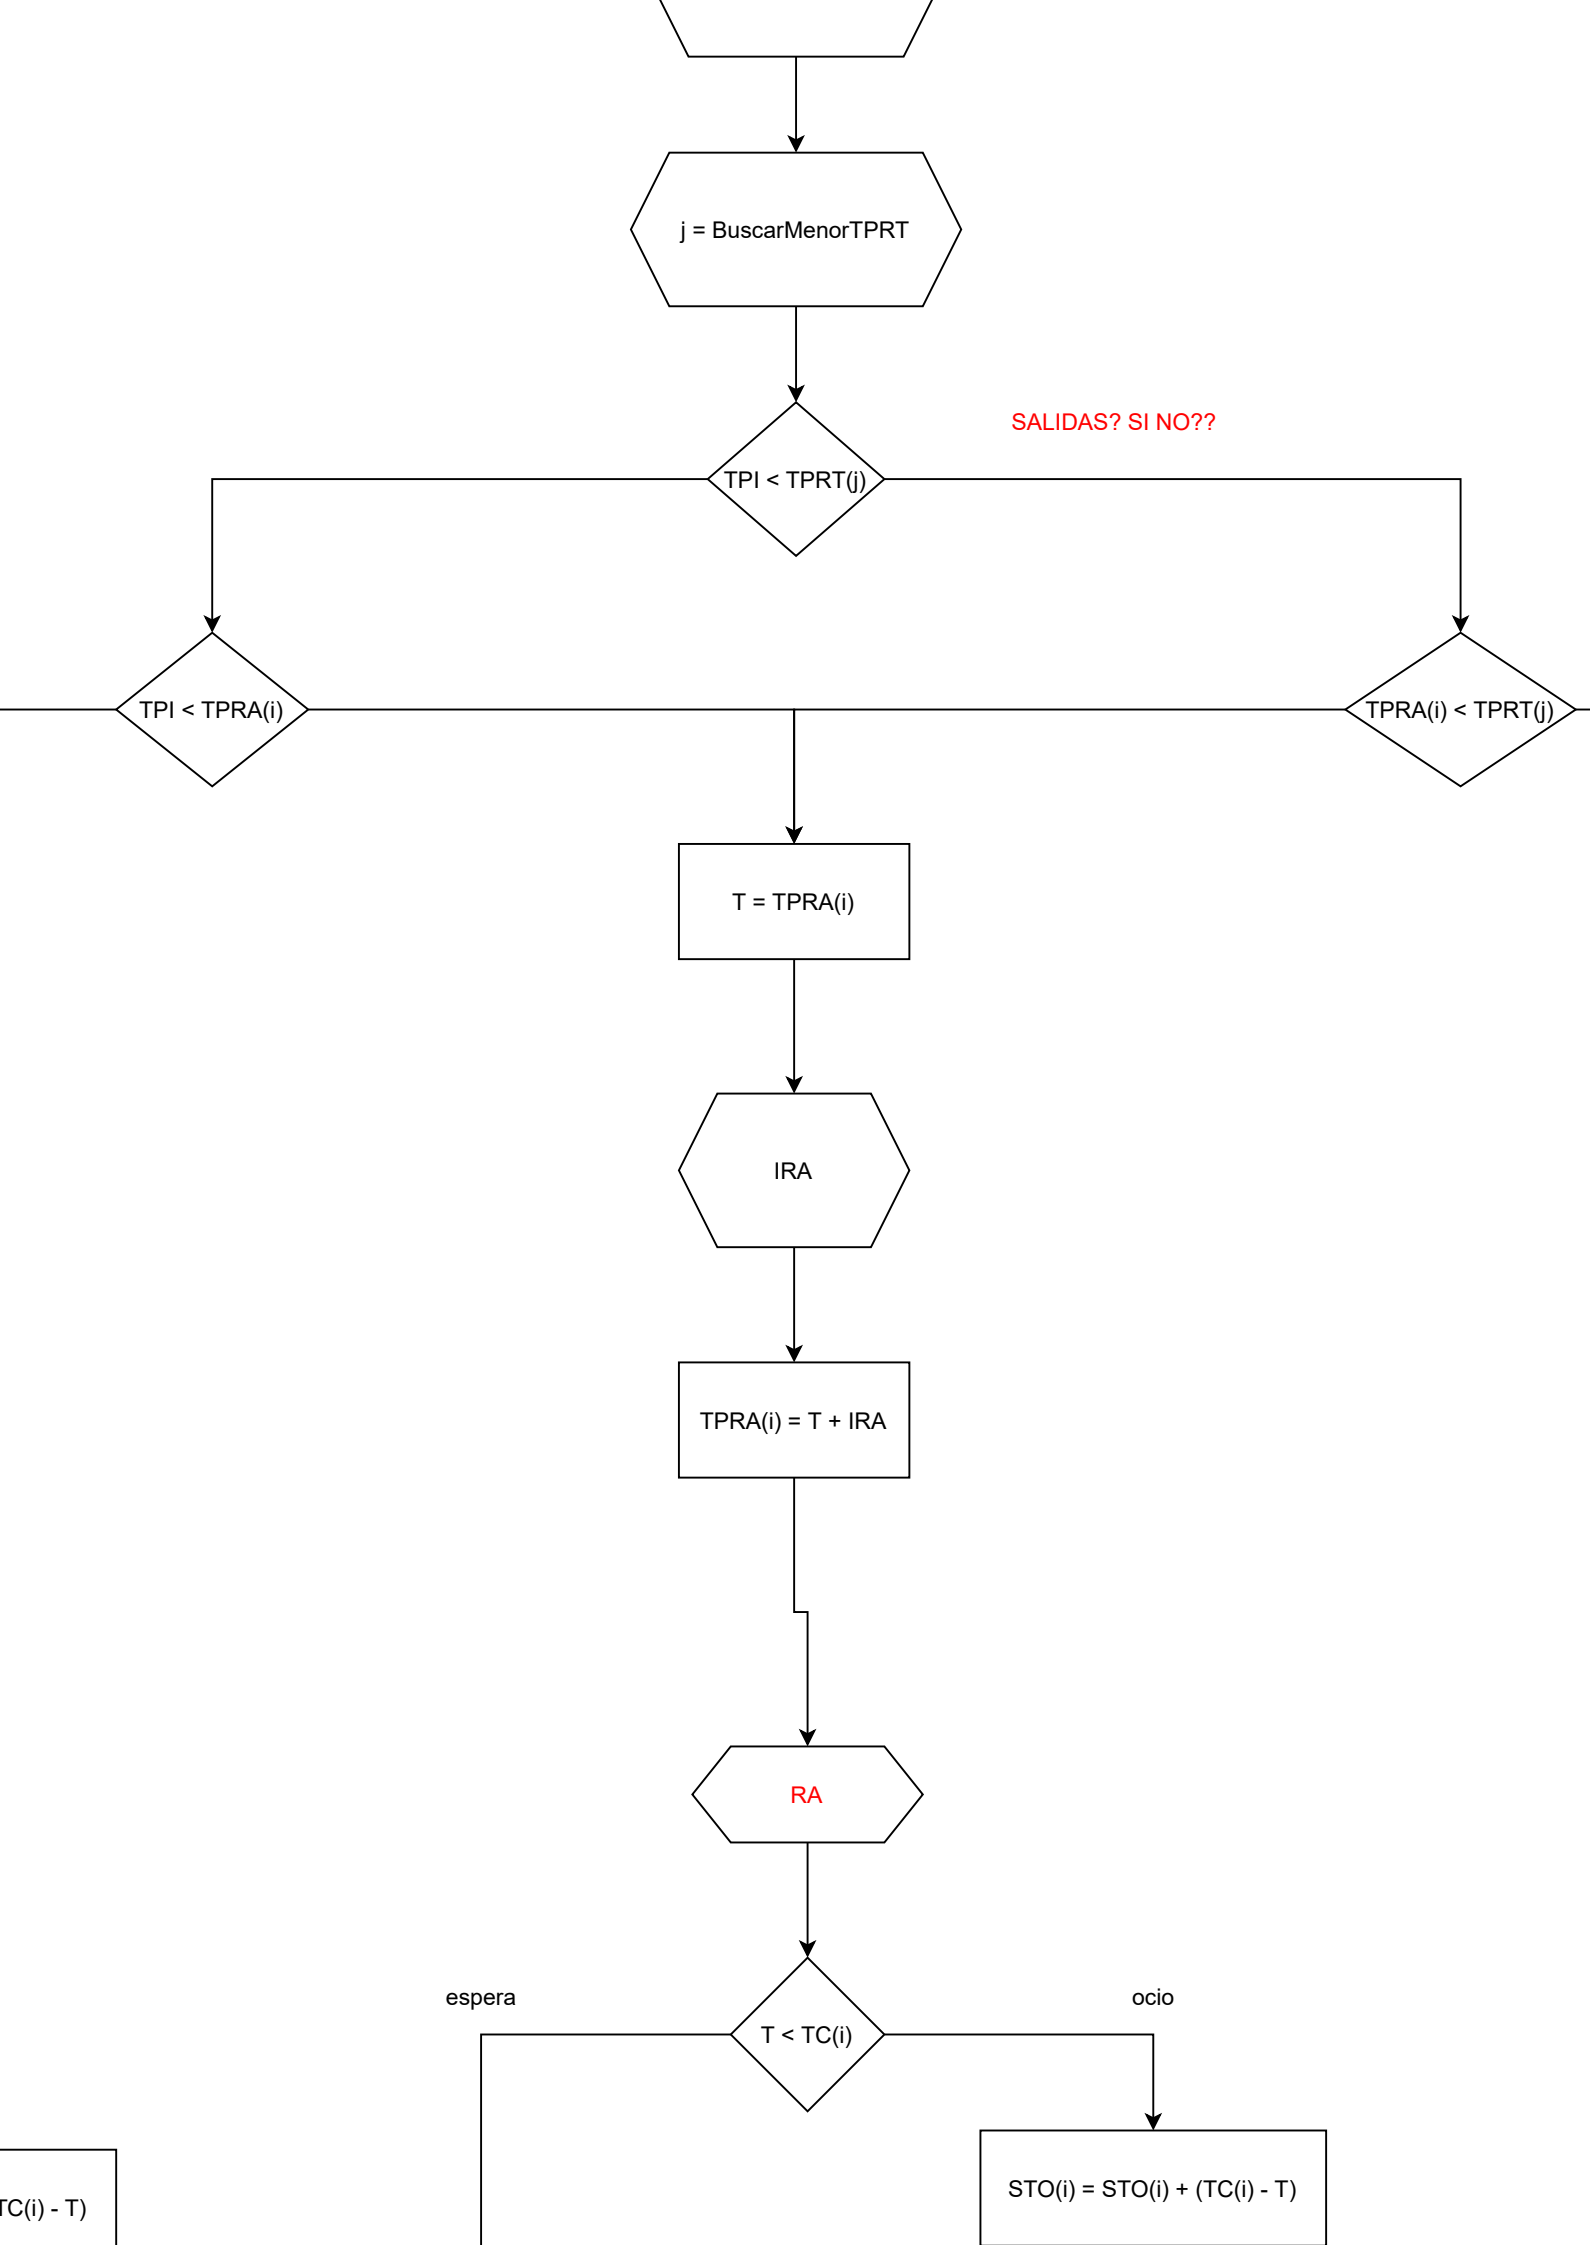 j = BuscarMenorTPRT
SALIDAS? SI NO??
TPI < TPRT(j)
TPI < TPRA(i)
TPRA(i) < TPRT(j)
T = TPRA(i)
IRA
TPRA(i) = T + IRA
RA
espera
ocio
T < TC(i)
STO(i) = STO(i) + (TC(i) - T)
TC(i) - T)